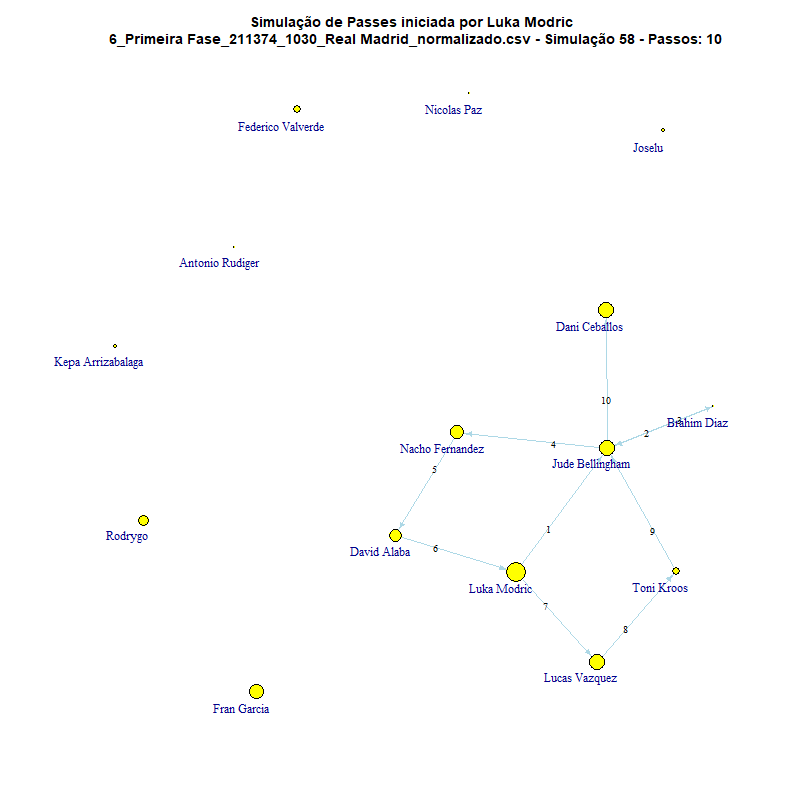 Simulação de Passes iniciada por Luka Modric
6_Primeira Fase_211374_1030_Real Madrid_normalizado.csv - Simulação 58 - Passos: 10
Nicolas Paz
Federico Valverde
Joselu
Antonio Rudiger
Dani Ceballos
Kepa Arrizabalaga
10
3
Brahim Diaz
2
4
Nacho Fernandez
Jude Bellingham
5
1
9
Rodrygo
David Alaba
6
Luka Modric
Toni Kroos
7
8
Lucas Vazquez
Fran Garcia